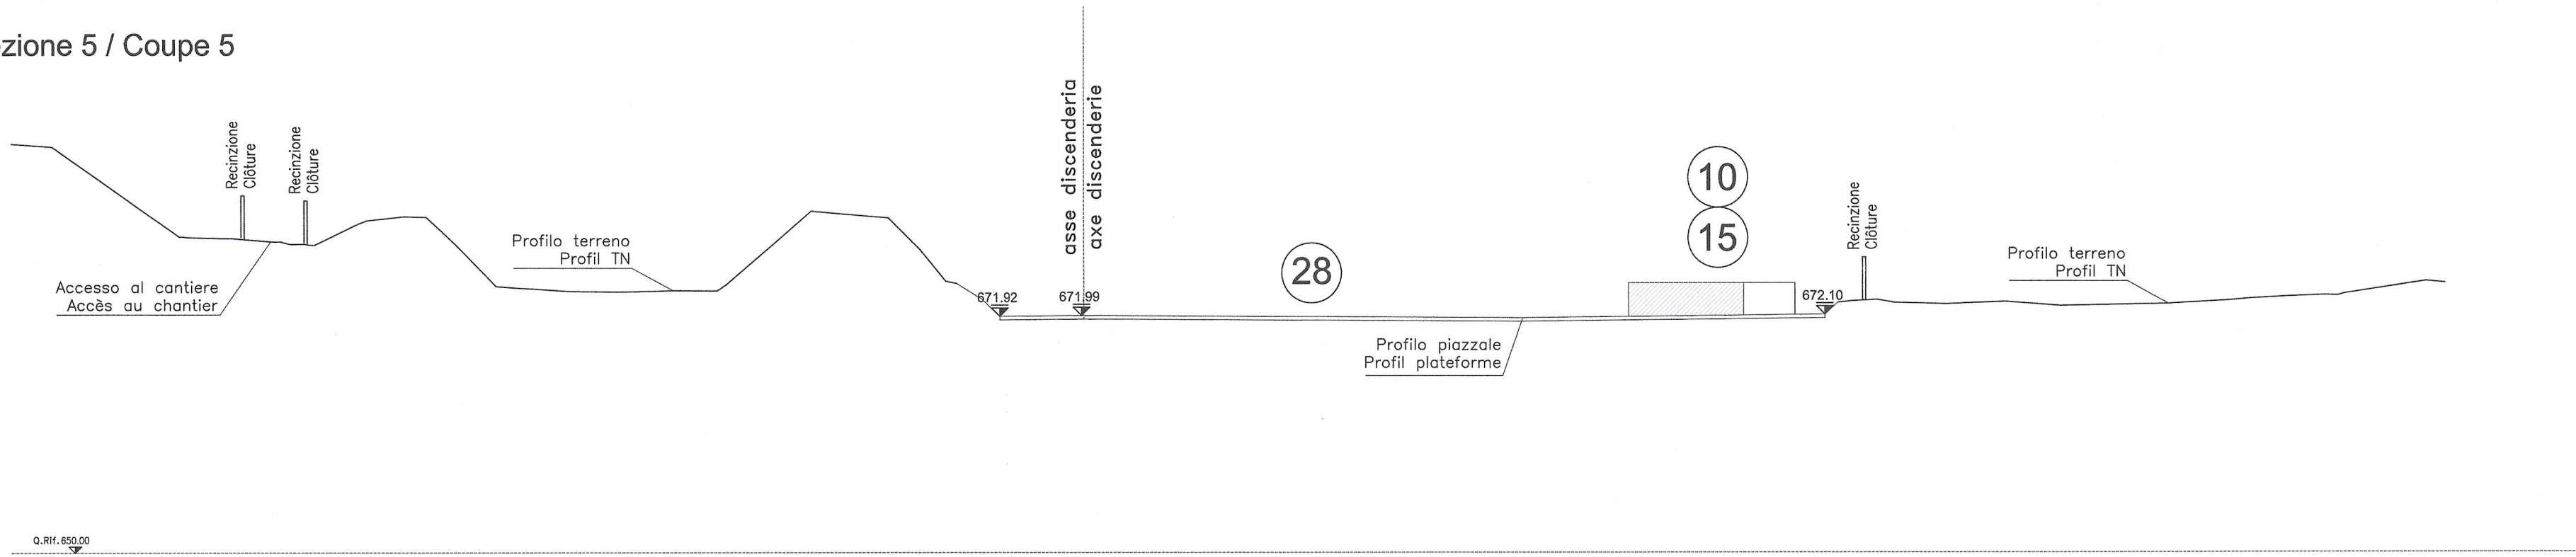 zione 5 / Coupe 5
Recinzione
Clôture
Recinzione
Clôture
Accesso al cantiere
Accès au chantier
Profilo terreno
Profil TN
asse discenderia
axe discenderie
671.92
671.99
28
10
15
672.10
Recinzione
Clôture
Profilo piazzale
Profil plateforme
Profilo terreno
Profil TN
Q.Rif.650.00